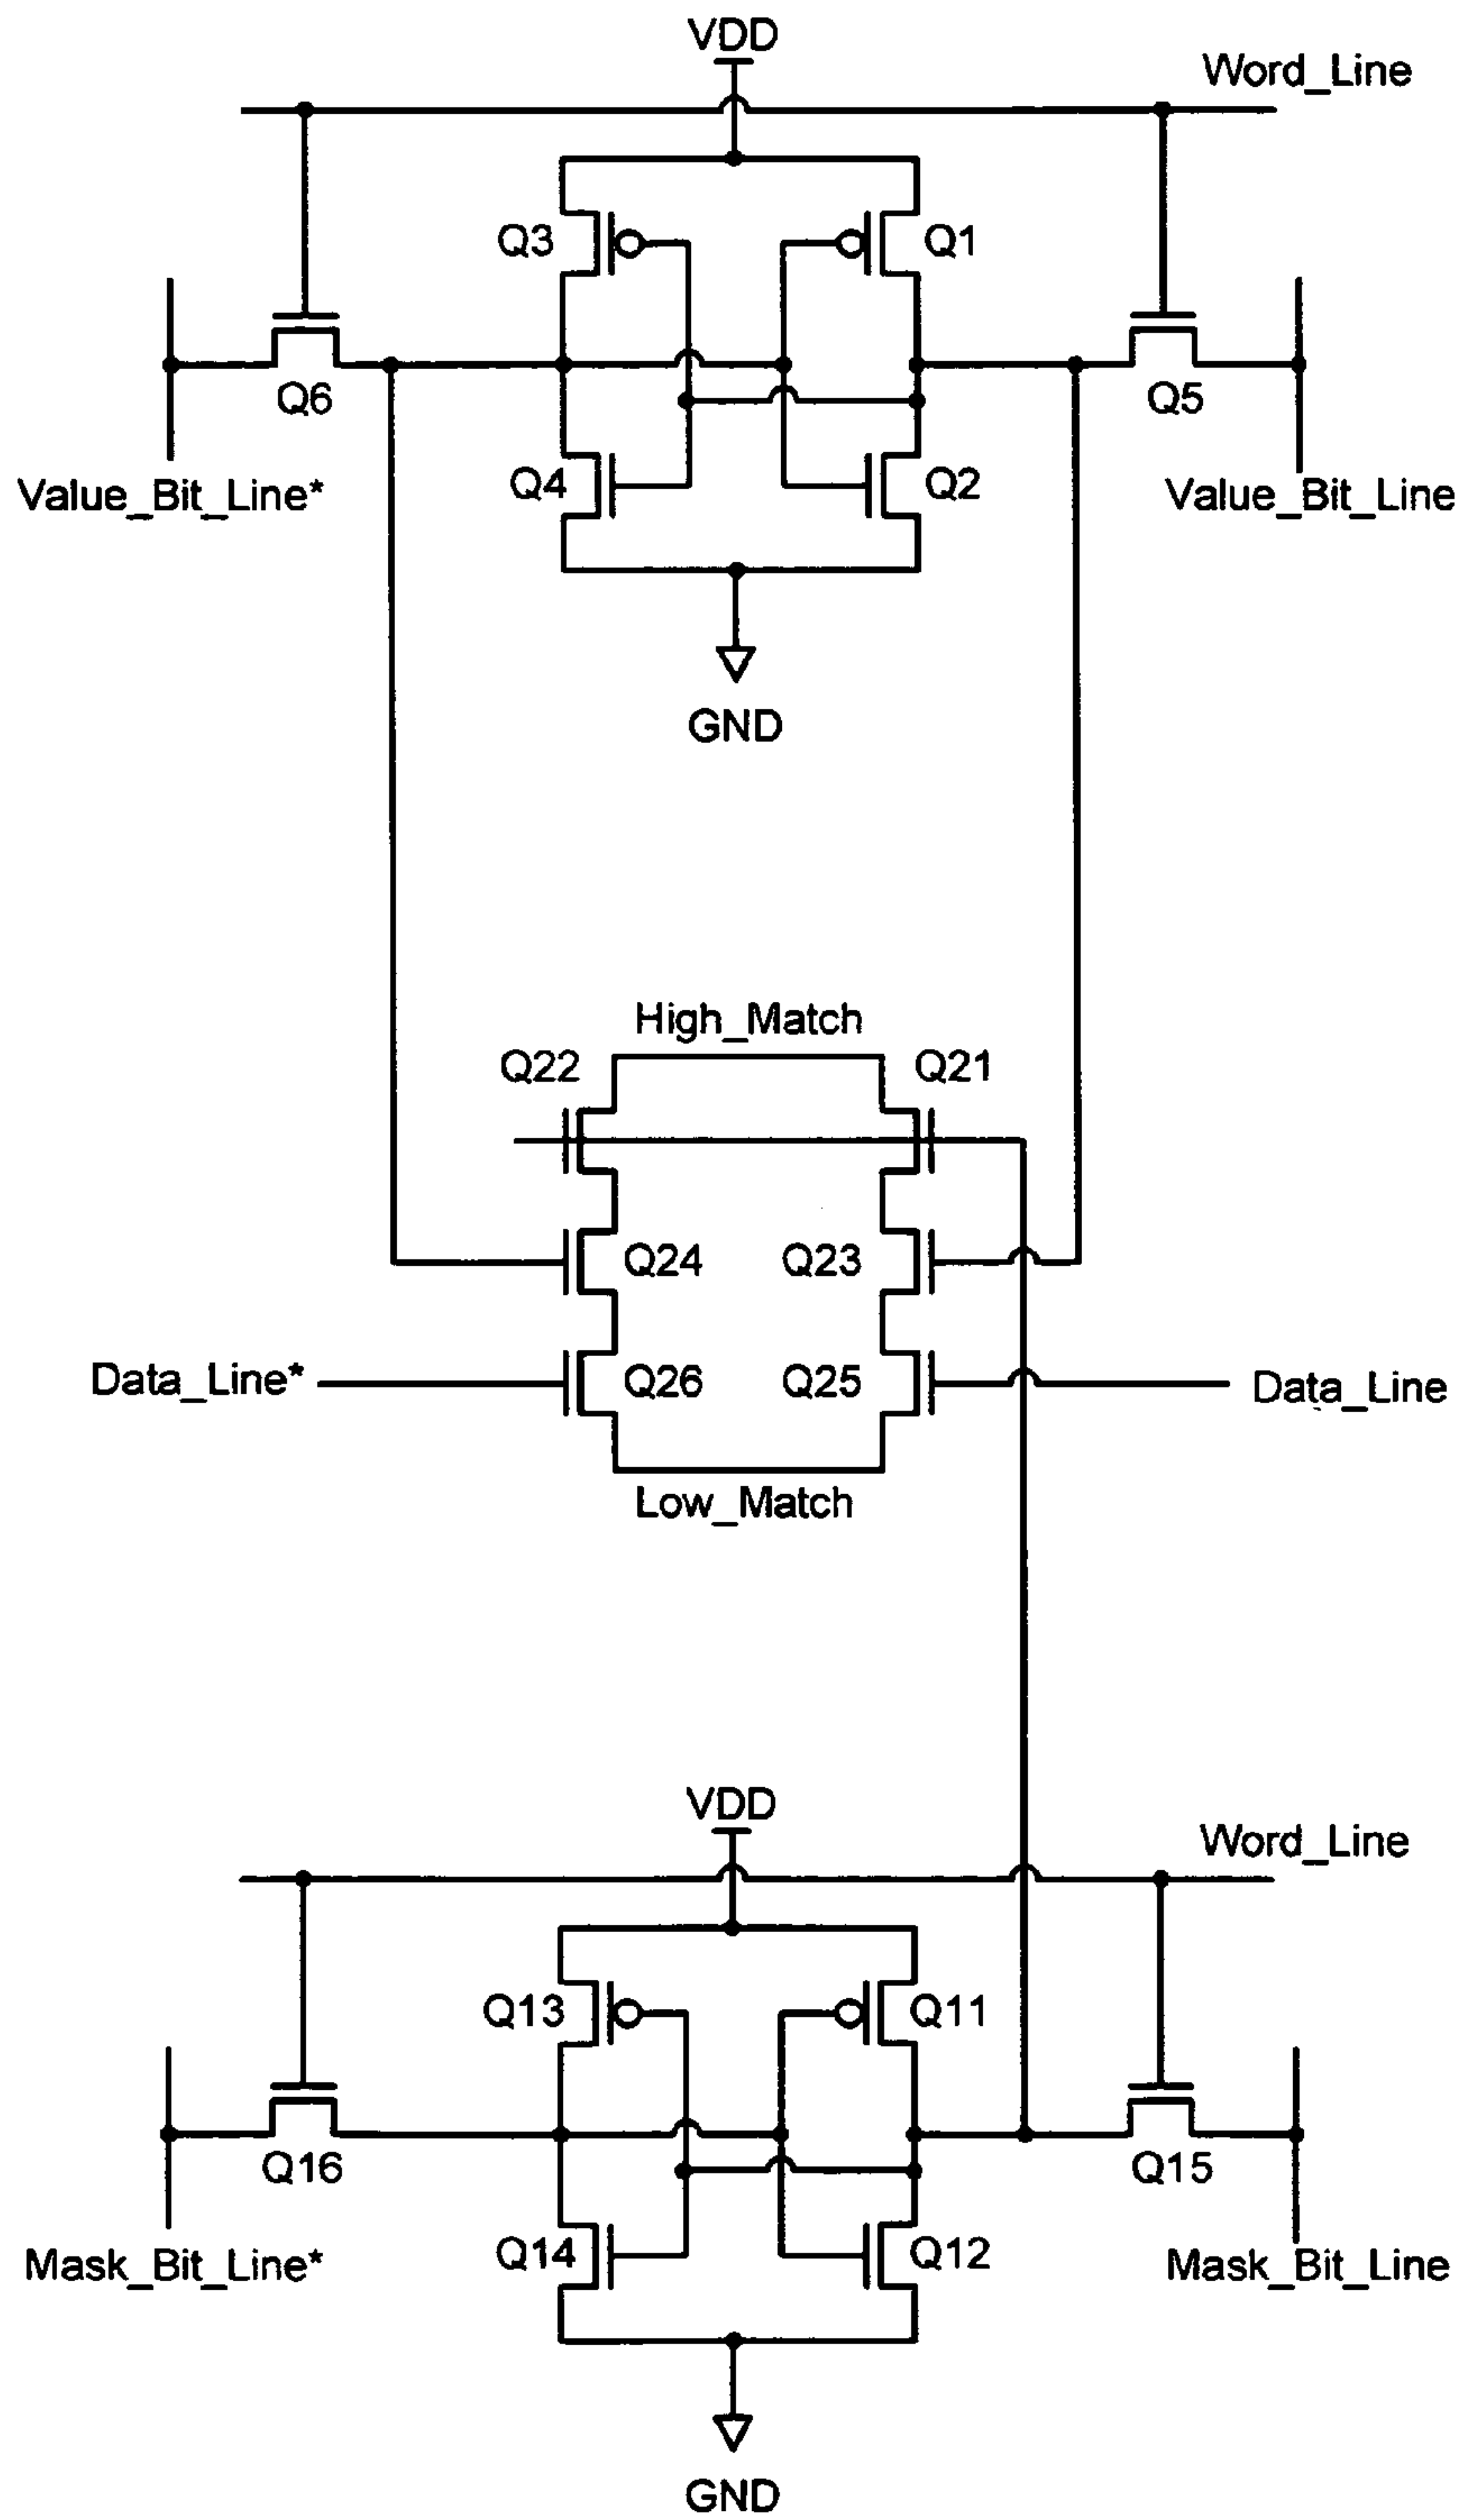 VDD
Word_Line
Q3
Q1
Q6
Q5
Q4
Q2
Value_Bit_Line*
Value_Bit_Line
GND
High_Match
Q22
Q21
Q24
Q23
Data_Line*
Q26
Q25
Data_Line
Low_Match
VDD
Word_Line
Q13
Q11
Q16
Q15
Q14
Q12
Mask_Bit_Line*
Mask_Bit_Line
GND